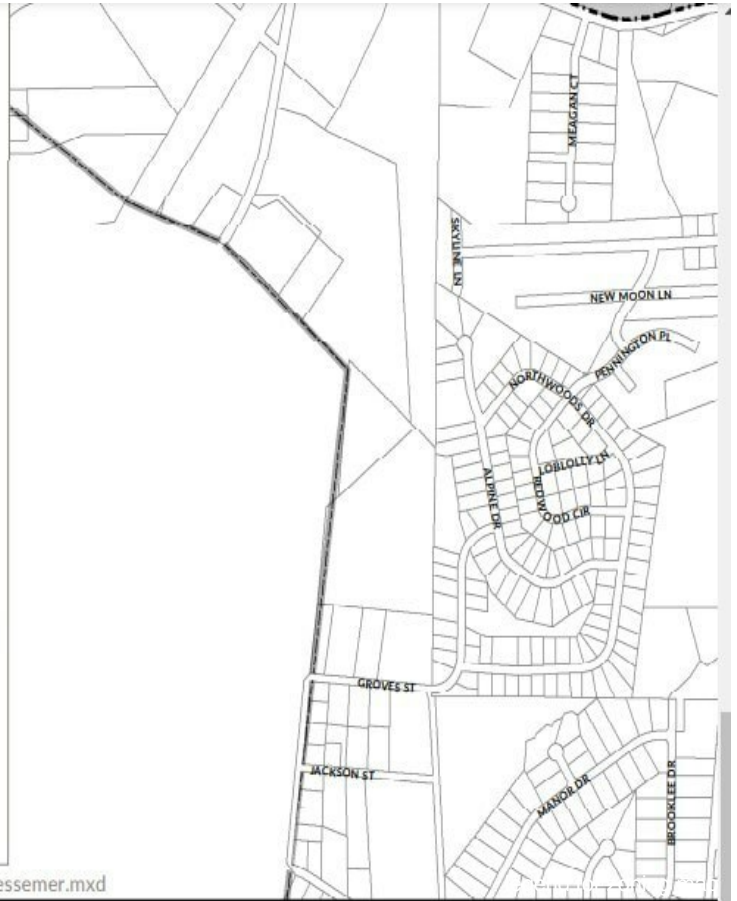 MEAGAN CT
SKYLINE LN
NEW MOON LN
PENNINGTON PL
NORTHWOODS DR
LOBLOLLY LN
REDWOOD CIR
ALPINE DR
GROVES ST
JACKSON ST
MANOR DR
BROOKLEE DR
essemer.mxd